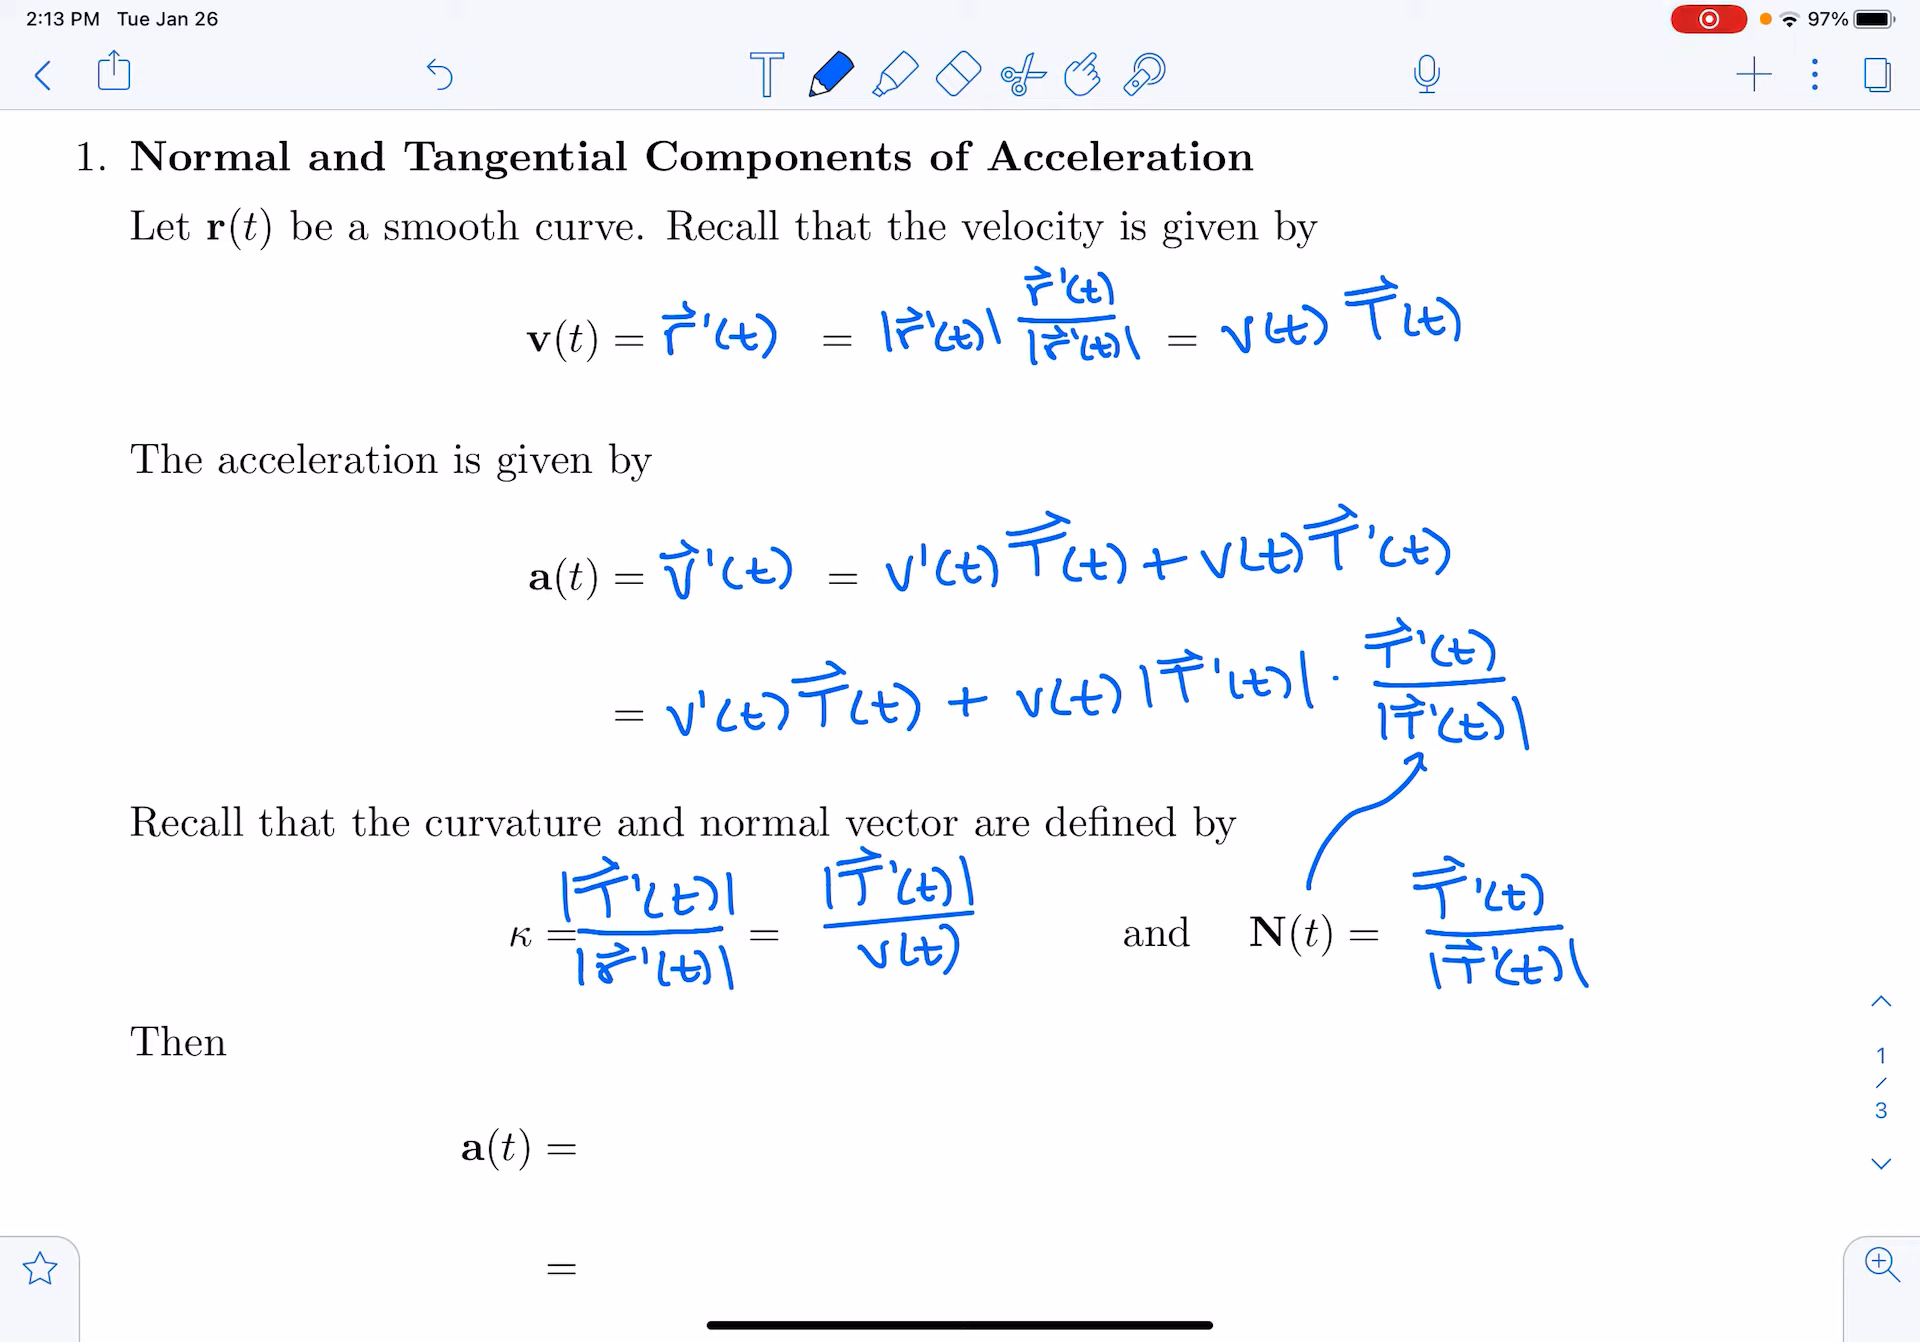 2:13 PM Tue Jan 26 97%
T
1. Normal and Tangential Components of Acceleration
Let r(t) be a smooth curve. Recall that the velocity is given by
v(t) = r⃗'(t) = |r⃗'(t)| r⃗'(t)/|r⃗'(t)| = v(t) T⃗(t)
The acceleration is given by
a(t) = v⃗'(t) = v'(t) T⃗(t) + v(t) T⃗'(t)
= v'(t) T⃗(t) + v(t) |T⃗'(t)| · T⃗'(t)/|T⃗'(t)|
Recall that the curvature and normal vector are defined by
κ = |T⃗'(t)|/|r⃗'(t)| = |T⃗'(t)|/v(t) and N(t) = T⃗'(t)/|T⃗'(t)|
Then
a(t) =
=
1
/
3